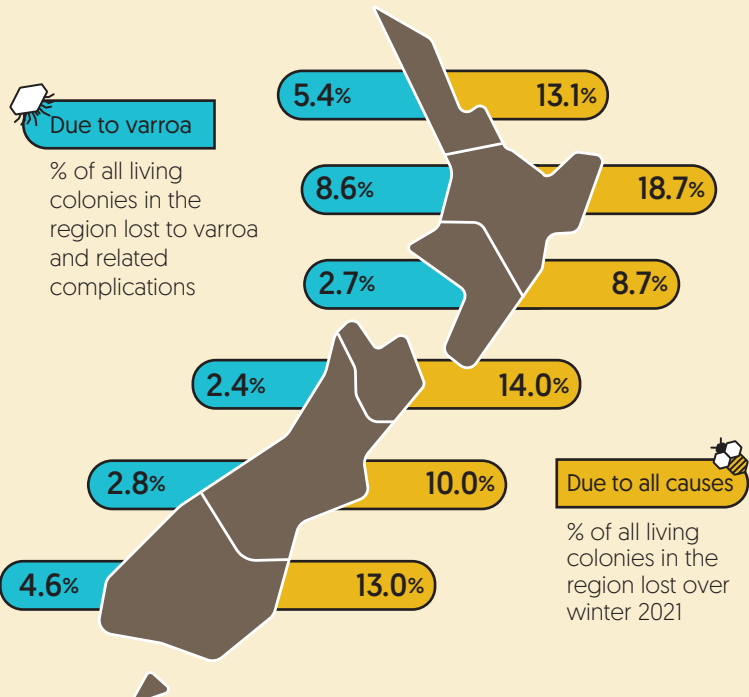 5.4% 13.1%
Due to varroa
% of all living
colonies in the
region lost to varroa
and related
complications
8.6% 18.7%
2.7% 8.7%
2.4% 14.0%
2.8% 10.0%
Due to all causes
% of all living
colonies in the
region lost over
winter 2021
4.6% 13.0%